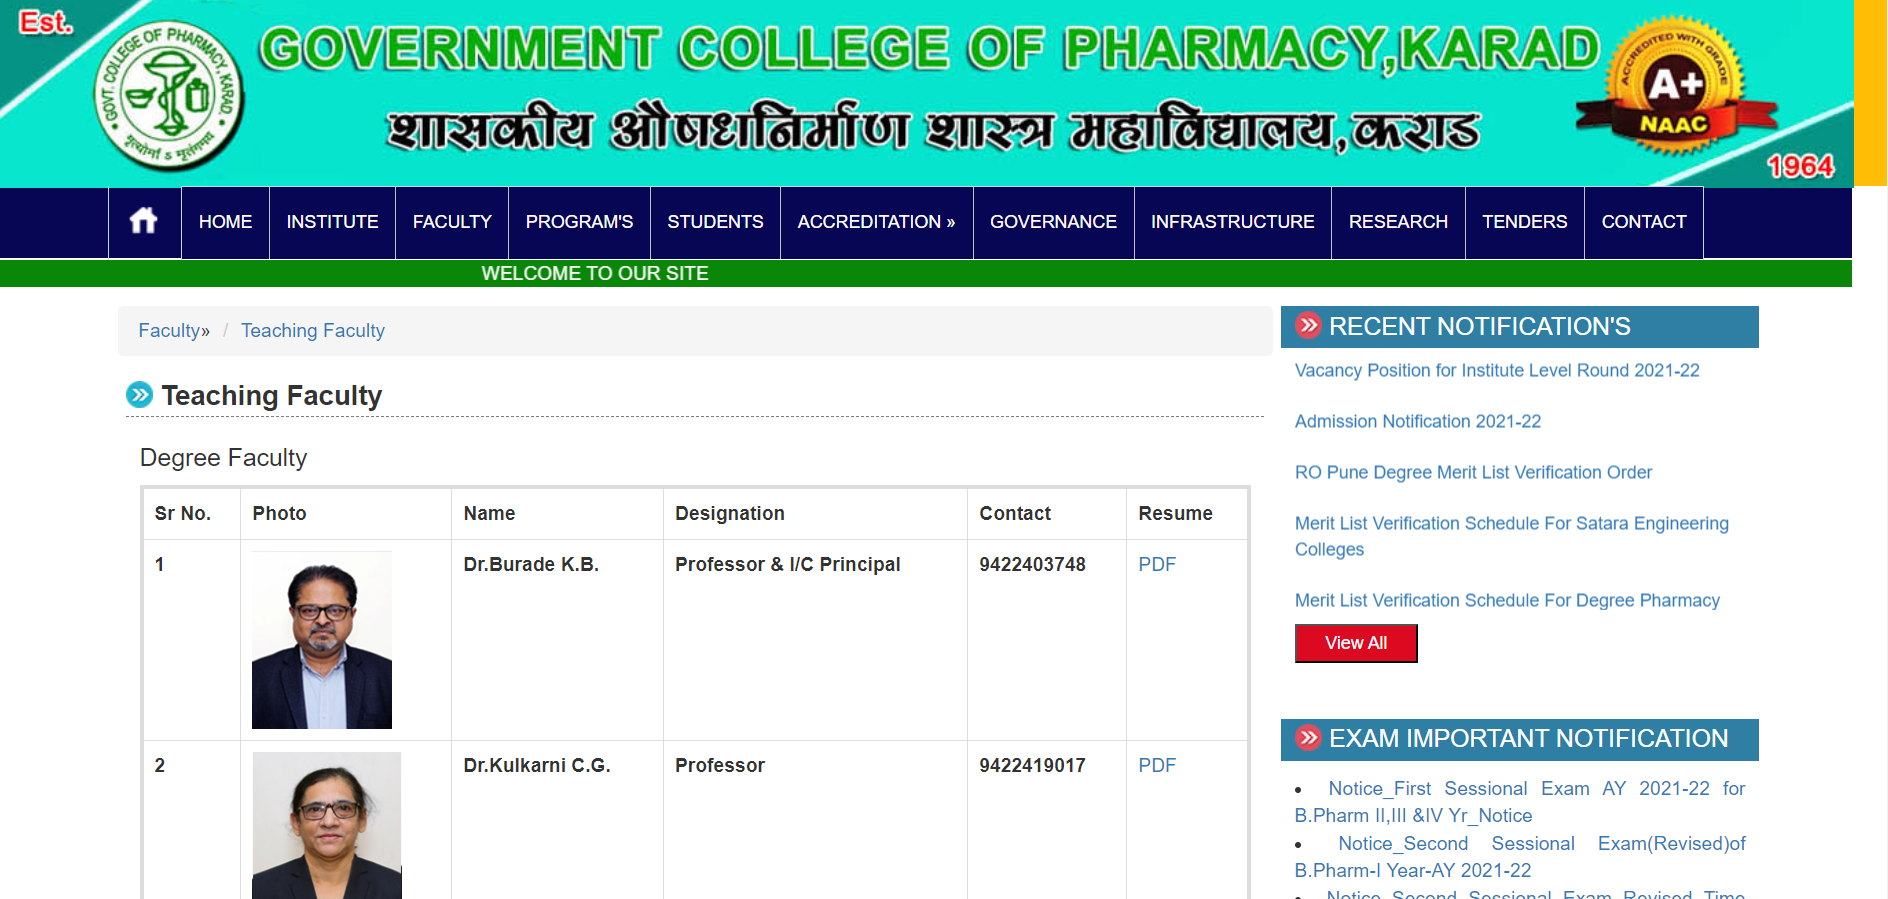 Est.
GOVT. COLLEGE OF PHARMACY, KARAD.
GOVERNMENT COLLEGE OF PHARMACY,KARAD
शासकीय औषधनिर्माण शास्त्र महाविद्यालय,कराड
ACCREDITED WITH GRADE
A+
NAAC
1964
HOME INSTITUTE FACULTY PROGRAM'S STUDENTS ACCREDITATION » GOVERNANCE INFRASTRUCTURE RESEARCH TENDERS CONTACT
WELCOME TO OUR SITE
Faculty» / Teaching Faculty
Teaching Faculty
Degree Faculty
Sr No. Photo Name Designation Contact Resume
1 Dr.Burade K.B. Professor & I/C Principal 9422403748 PDF
2 Dr.Kulkarni C.G. Professor 9422419017 PDF
RECENT NOTIFICATION'S
Vacancy Position for Institute Level Round 2021-22
Admission Notification 2021-22
RO Pune Degree Merit List Verification Order
Merit List Verification Schedule For Satara Engineering
Colleges
Merit List Verification Schedule For Degree Pharmacy
View All
EXAM IMPORTANT NOTIFICATION
• Notice_First Sessional Exam AY 2021-22 for
B.Pharm II,III &IV Yr_Notice
• Notice_Second Sessional Exam(Revised)of
B.Pharm-I Year-AY 2021-22
• Notice Second Sessional Exam Revised Time